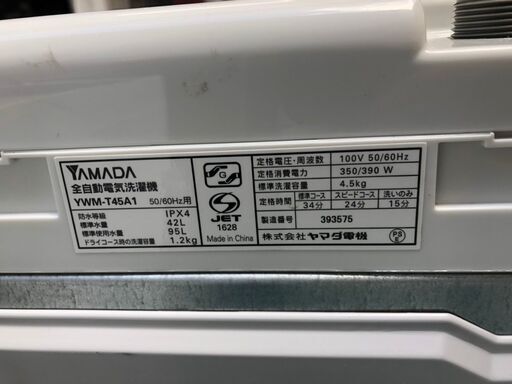 YAMADA
全自動電気洗濯機
YWM-T45A1 50/60Hz用
防水等級 IPX4
標準水量 42L
標準使用水量 95L
ドライコース時の洗濯容量 1.2kg
G
S
JET
1628
Made in China
定格電圧・周波数 100V 50/60Hz
定格消費電力 350/390 W
標準洗濯容量 4.5kg
定格時間 標準コース スピードコース 洗いのみ
34分 24分 15分
製造番号 393575
株式会社ヤマダ電機
PS
E